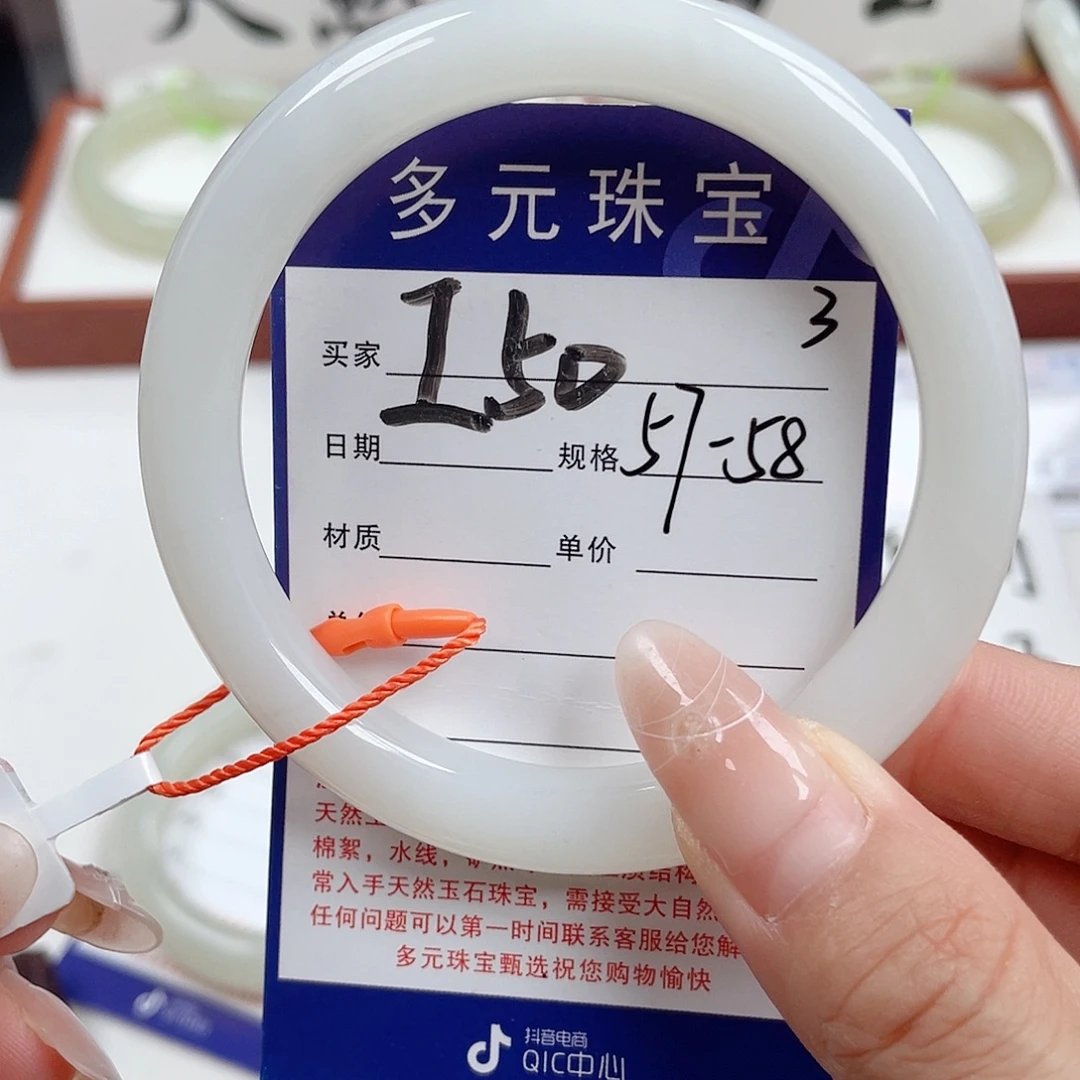 多元珠宝
3
买家 150
日期 规格 57-58
材质 单价
天然
棉絮，水线，
常入手天然玉石珠宝，需接受大自然
任何问题可以第一时间联系客服给您解
多元珠宝甄选祝您购物愉快
抖音电商
QIC中心